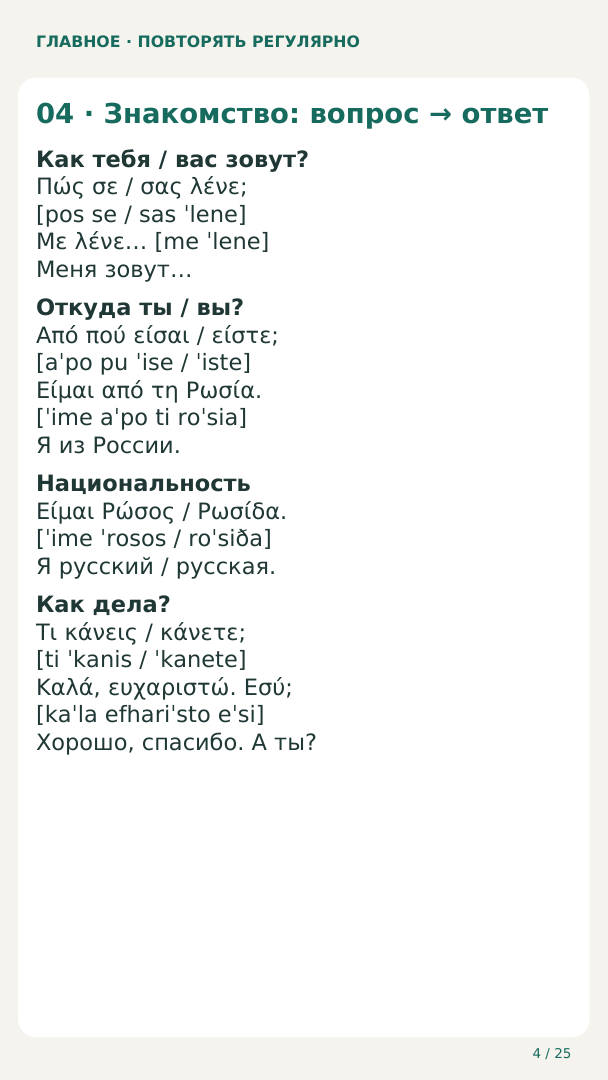 ГЛАВНОЕ · ПОВТОРЯТЬ РЕГУЛЯРНО
04 · Знакомство: вопрос → ответ
Как тебя / вас зовут?
Πώς σε / σας λένε;
[pos se / sas ˈlene]
Με λένε… [me ˈlene]
Меня зовут…
Откуда ты / вы?
Από πού είσαι / είστε;
[aˈpo pu ˈise / ˈiste]
Είμαι από τη Ρωσία.
[ˈime aˈpo ti roˈsia]
Я из России.
Национальность
Είμαι Ρώσος / Ρωσίδα.
[ˈime ˈrosos / roˈsiða]
Я русский / русская.
Как дела?
Τι κάνεις / κάνετε;
[ti ˈkanis / ˈkanete]
Καλά, ευχαριστώ. Εσύ;
[kaˈla efhariˈsto eˈsi]
Хорошо, спасибо. А ты?
4 / 25